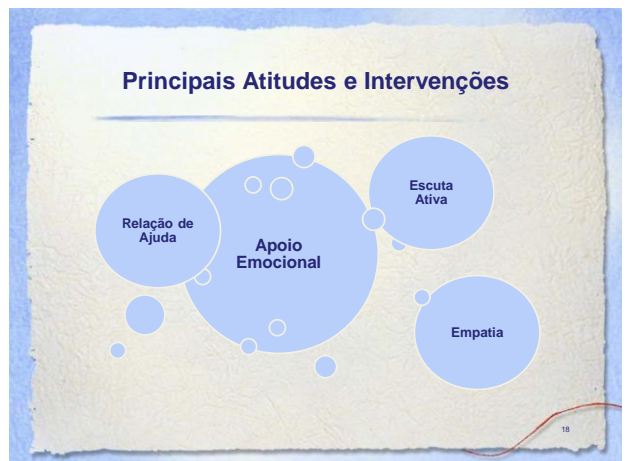 Principais Atitudes e Intervenções
Relação de
Ajuda
Apoio
Emocional
Escuta
Ativa
Empatia
18